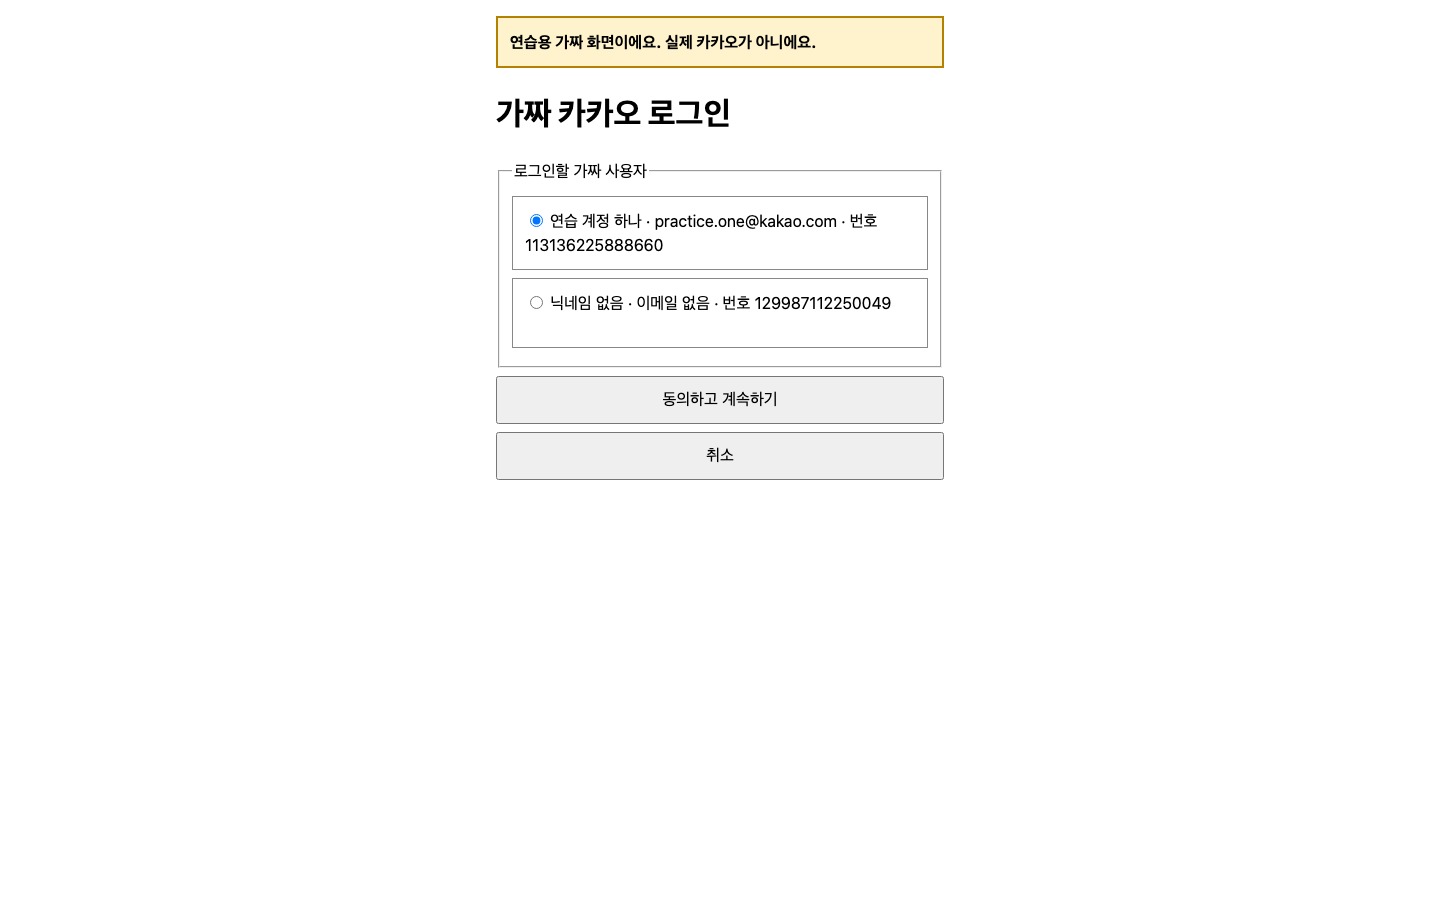 연습용 가짜 화면이에요. 실제 카카오가 아니에요.
가짜 카카오 로그인
로그인할 가짜 사용자
연습 계정 하나 · practice.one@kakao.com · 번호
113136225888660
닉네임 없음 · 이메일 없음 · 번호 129987112250049
동의하고 계속하기
취소